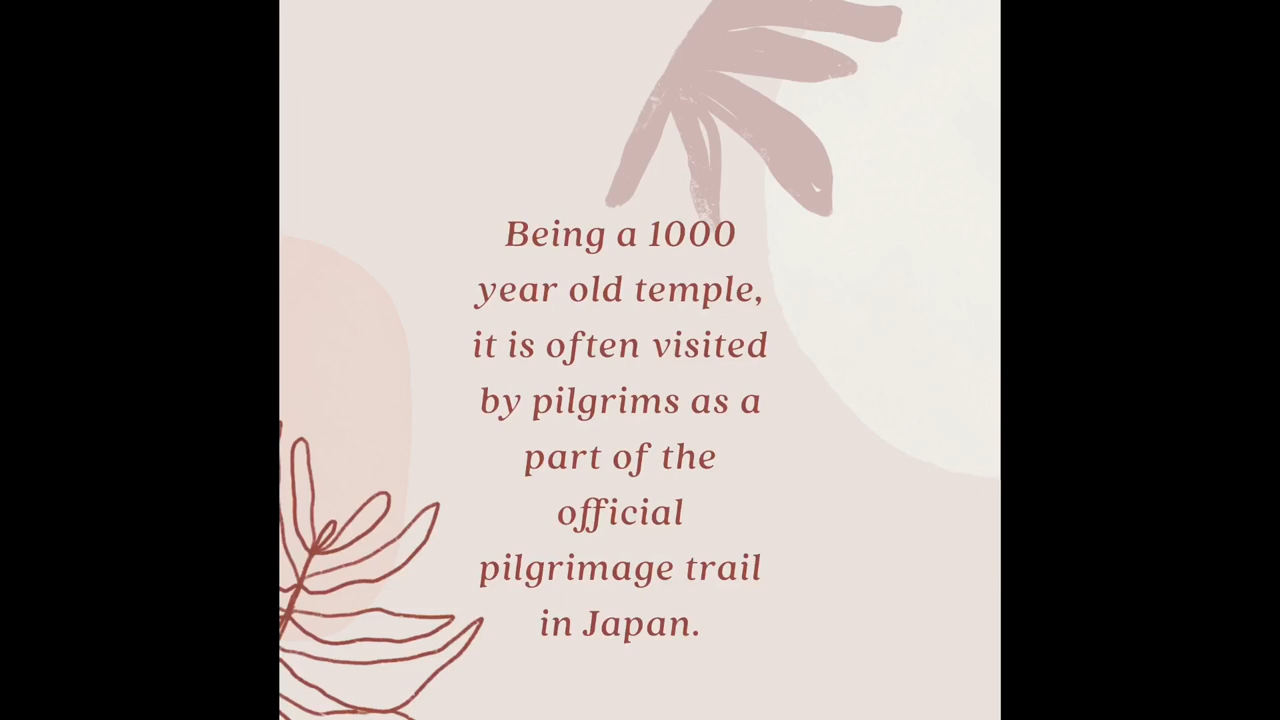 Being a 1000
year old temple,
it is often visited
by pilgrims as a
part of the
official
pilgrimage trail
in Japan.